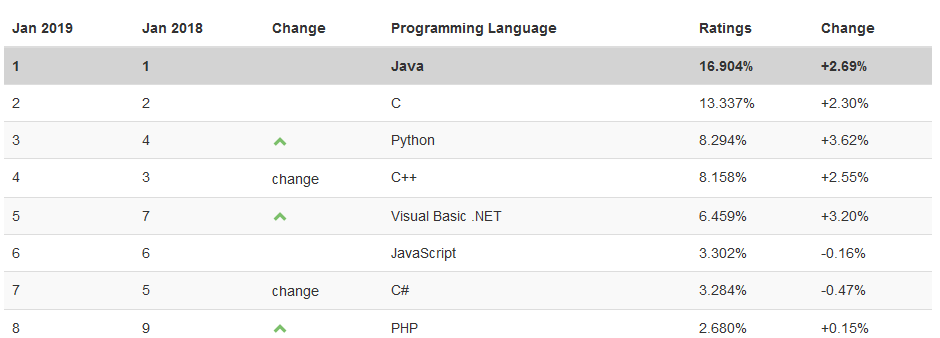 Jan 2019 Jan 2018 Change Programming Language Ratings Change
1 1 Java 16.904% +2.69%
2 2 C 13.337% +2.30%
3 4 Python 8.294% +3.62%
4 3 change C++ 8.158% +2.55%
5 7 Visual Basic .NET 6.459% +3.20%
6 6 JavaScript 3.302% -0.16%
7 5 change C# 3.284% -0.47%
8 9 PHP 2.680% +0.15%